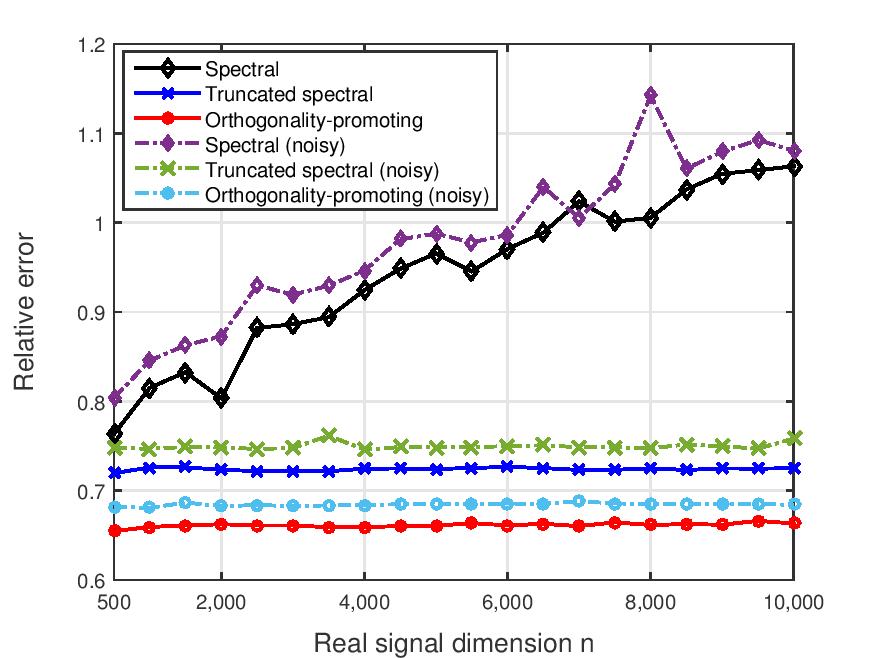 1.2
1.1
1
0.9
0.8
0.7
0.6
Relative error
Spectral
Truncated spectral
Orthogonality-promoting
Spectral (noisy)
Truncated spectral (noisy)
Orthogonality-promoting (noisy)
500 2,000 4,000 6,000 8,000 10,000
Real signal dimension n